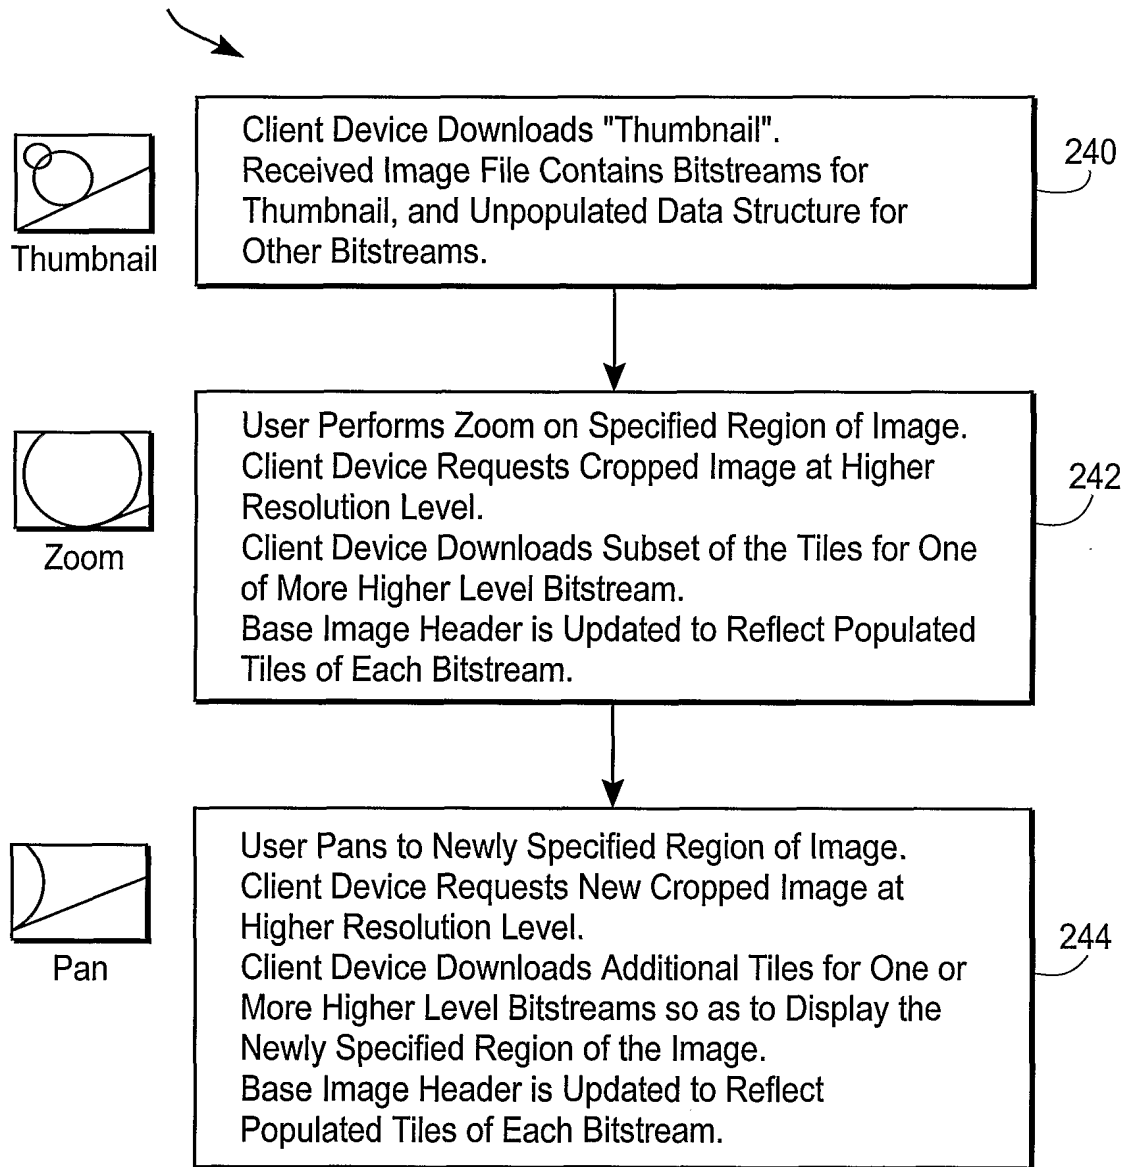 Client Device Downloads "Thumbnail".
Received Image File Contains Bitstreams for
Thumbnail, and Unpopulated Data Structure for
Other Bitstreams.
240
Thumbnail
User Performs Zoom on Specified Region of Image.
Client Device Requests Cropped Image at Higher
Resolution Level.
Client Device Downloads Subset of the Tiles for One
of More Higher Level Bitstream.
Base Image Header is Updated to Reflect Populated
Tiles of Each Bitstream.
242
Zoom
User Pans to Newly Specified Region of Image.
Client Device Requests New Cropped Image at
Higher Resolution Level.
Client Device Downloads Additional Tiles for One or
More Higher Level Bitstreams so as to Display the
Newly Specified Region of the Image.
Base Image Header is Updated to Reflect
Populated Tiles of Each Bitstream.
244
Pan